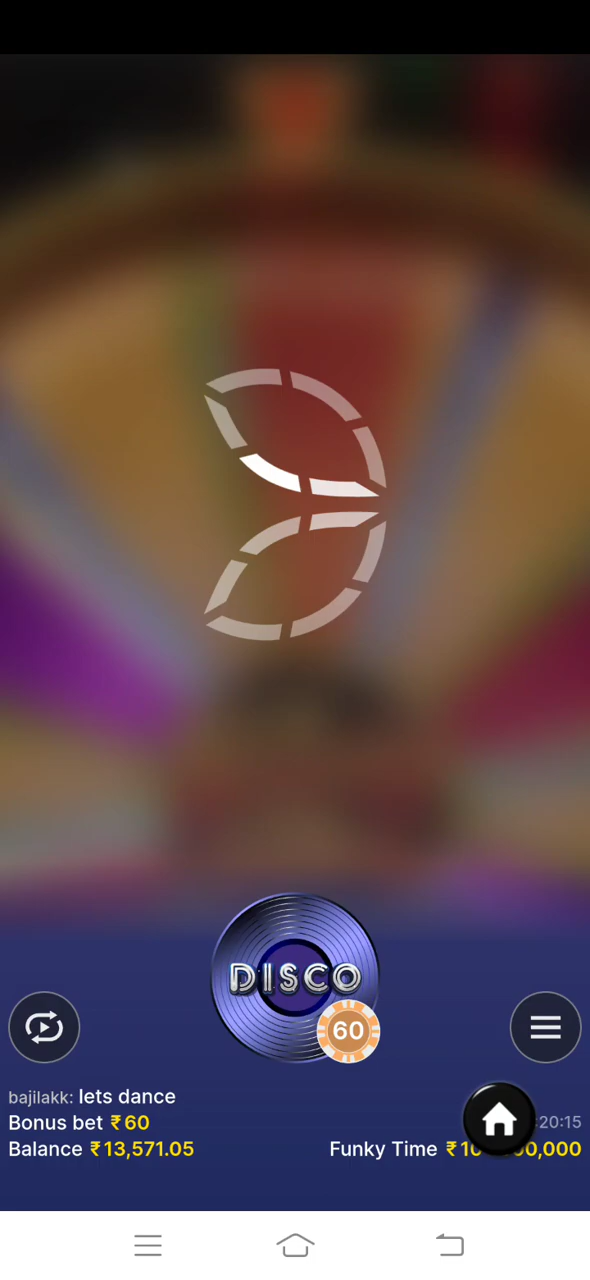 DISCO
60
bajilakk: lets dance
Bonus bet ₹60
:20:15
Balance ₹13,571.05
Funky Time